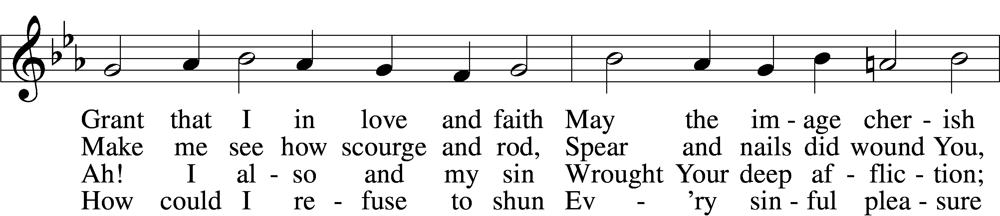 Grant that I in love and faith May the im - age cher - ish
Make me see how scourge and rod, Spear and nails did wound You,
Ah! I al - so and my sin Wrought Your deep af - flic - tion;
How could I re - fuse to shun Ev - ’ry sin - ful plea - sure